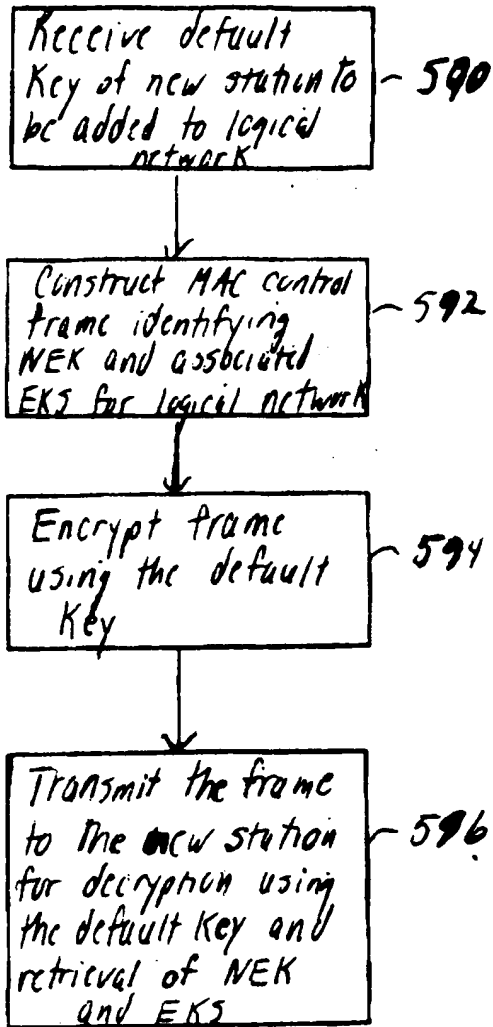 Receive default
Key of new station to
be added to logical
network
590
Construct MAC control
frame identifying
NEK and associated
EKS for logical network
592
Encrypt frame
using the default
Key
594
Transmit the frame
to the new station
for decryption using
the default Key and
retrieval of NEK
and EKS
596